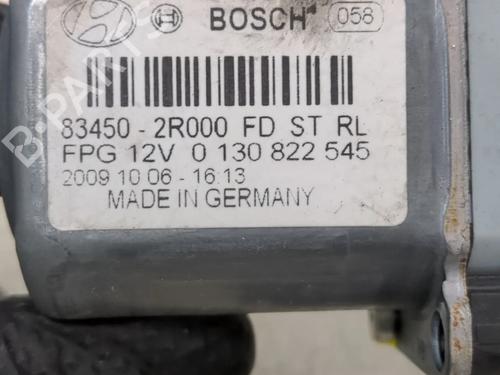 BOSCH 058
83450 - 2R000 FD ST RL
FPG 12V 0 130 822 545
2009 10 06 - 16:13
MADE IN GERMANY
B-PARTS